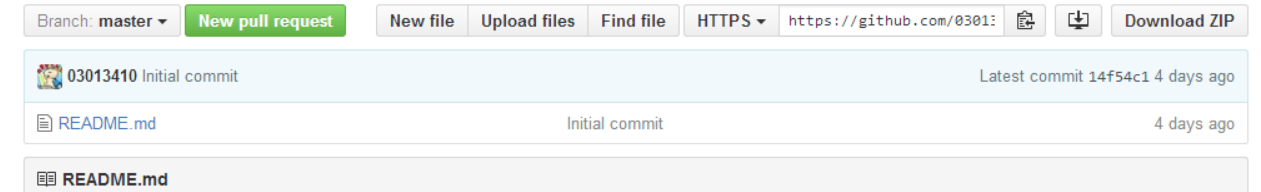 Branch: master New pull request New file Upload files Find file HTTPS https://github.com/0301 Download ZIP
03013410 Initial commit Latest commit 14f54c1 4 days ago
README.md Initial commit 4 days ago
README.md